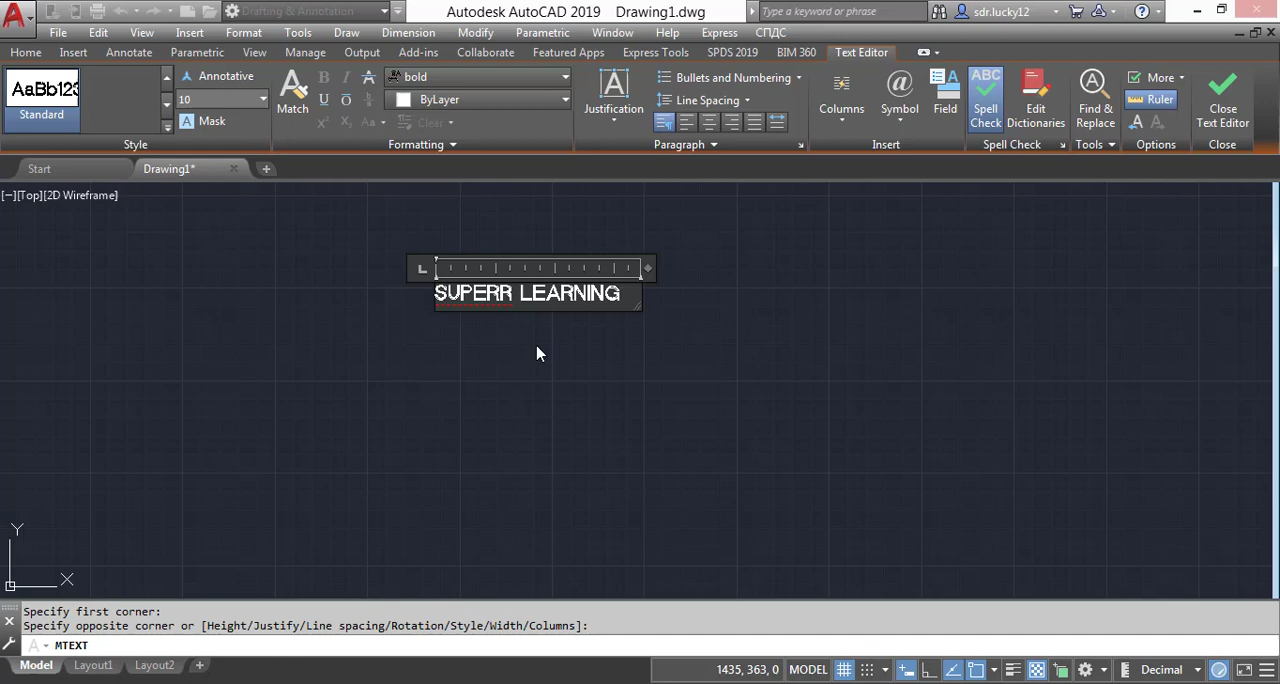 Autodesk AutoCAD 2019 Drawing1.dwg
Drafting & Annotation
Type a keyword or phrase
sdr.lucky12
File Edit View Insert Format Tools Draw Dimension Modify Parametric Window Help Express СПДС
Home Insert Annotate Parametric View Manage Output Add-ins Collaborate Featured Apps Express Tools SPDS 2019 BIM 360 Text Editor
AaBb123
Standard
Annotative
10
Mask
Style
Match
bold
ByLayer
Clear
Formatting
Justification
Bullets and Numbering
Line Spacing
Paragraph
Columns
Symbol
Field
Insert
ABC
Spell Check
Edit Dictionaries
Spell Check
Find & Replace
Tools
More
Ruler
Options
Close Text Editor
Close
Start
Drawing1*
[−][Top][2D Wireframe]
SUPERR LEARNING
Y
X
Specify first corner:
Specify opposite corner or [Height/Justify/Line spacing/Rotation/Style/Width/Columns]:
MTEXT
Model Layout1 Layout2 +
1435, 363, 0 MODEL
Decimal